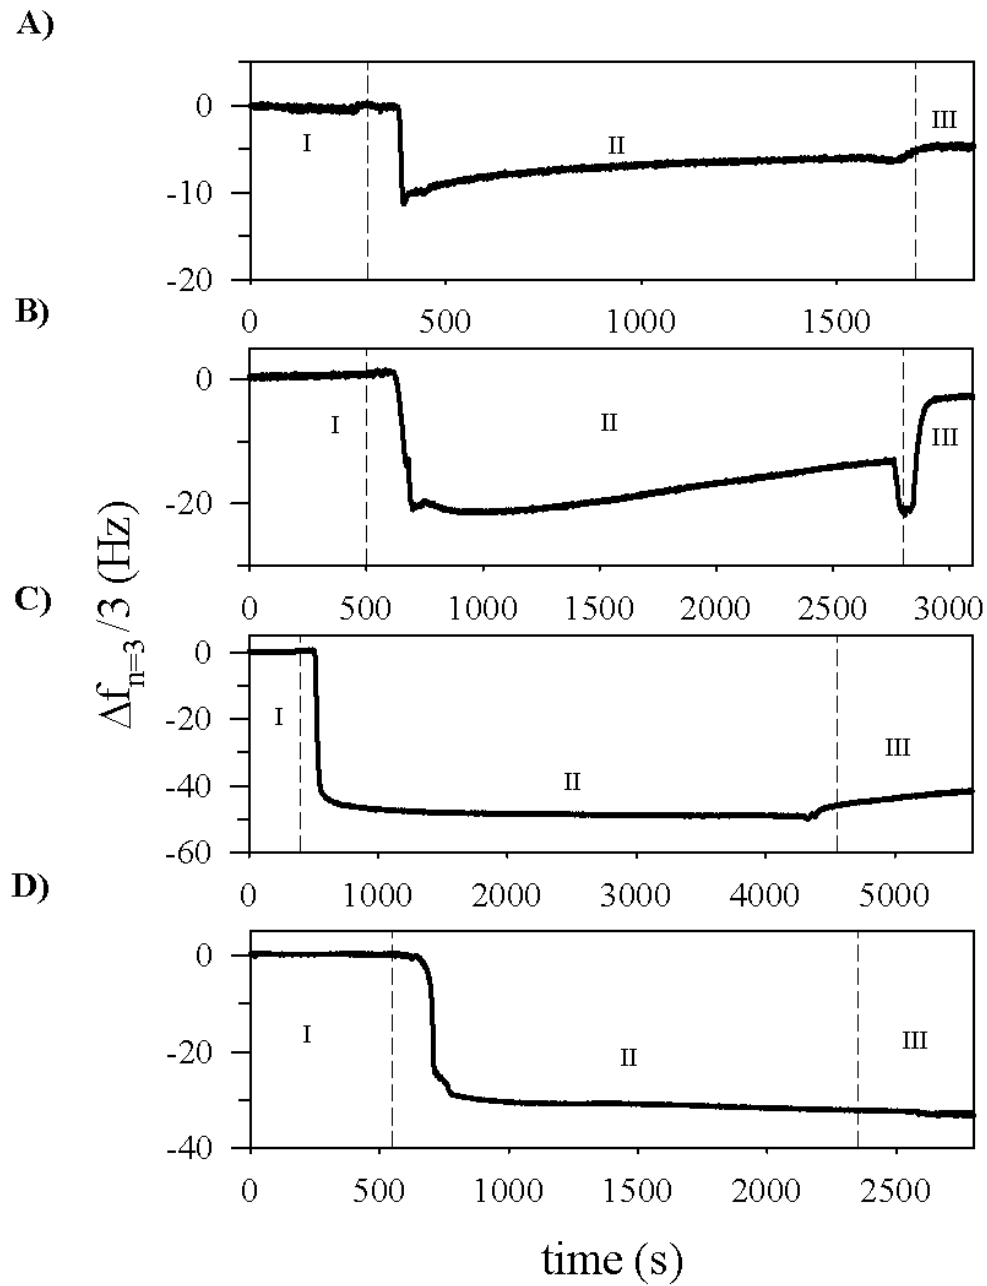 A)
0
-10
-20
I
II
III
0 500 1000 1500
B)
0
-20
I
II
III
0 500 1000 1500 2000 2500 3000
C)
0
-20
-40
-60
I
II
III
0 1000 2000 3000 4000 5000
D)
0
-20
-40
I
II
III
0 500 1000 1500 2000 2500
Δfn=3/3 (Hz)
time (s)